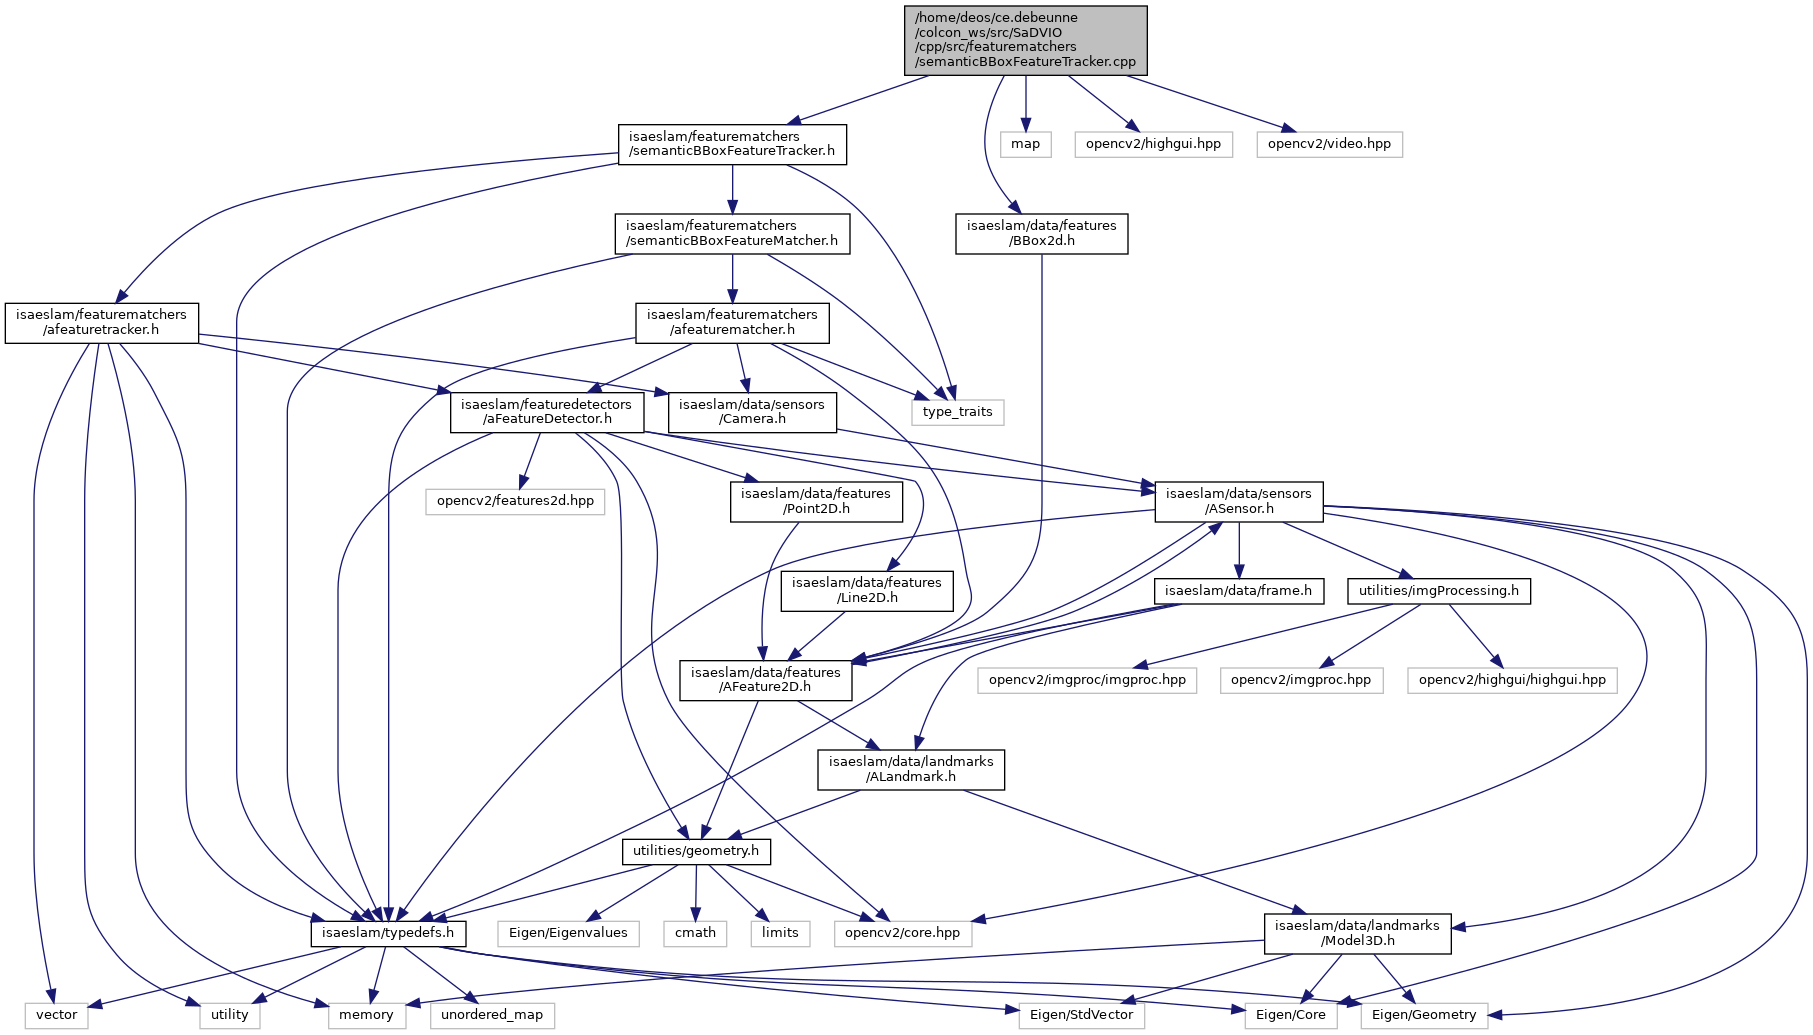 /home/deos/ce.debeunne
/colcon_ws/src/SaDVIO
/cpp/src/featurematchers
/semanticBBoxFeatureTracker.cpp
isaeslam/featurematchers
/semanticBBoxFeatureTracker.h
map
opencv2/highgui.hpp
opencv2/video.hpp
isaeslam/featurematchers
/semanticBBoxFeatureMatcher.h
isaeslam/data/features
/BBox2d.h
isaeslam/featurematchers
/afeaturetracker.h
isaeslam/featurematchers
/afeaturematcher.h
isaeslam/featuredetectors
/aFeatureDetector.h
isaeslam/data/sensors
/Camera.h
type_traits
opencv2/features2d.hpp
isaeslam/data/features
/Point2D.h
isaeslam/data/sensors
/ASensor.h
isaeslam/data/features
/Line2D.h
isaeslam/data/frame.h
utilities/imgProcessing.h
isaeslam/data/features
/AFeature2D.h
opencv2/imgproc/imgproc.hpp
opencv2/imgproc.hpp
opencv2/highgui/highgui.hpp
isaeslam/data/landmarks
/ALandmark.h
utilities/geometry.h
isaeslam/typedefs.h
Eigen/Eigenvalues
cmath
limits
opencv2/core.hpp
isaeslam/data/landmarks
/Model3D.h
vector
utility
memory
unordered_map
Eigen/StdVector
Eigen/Core
Eigen/Geometry